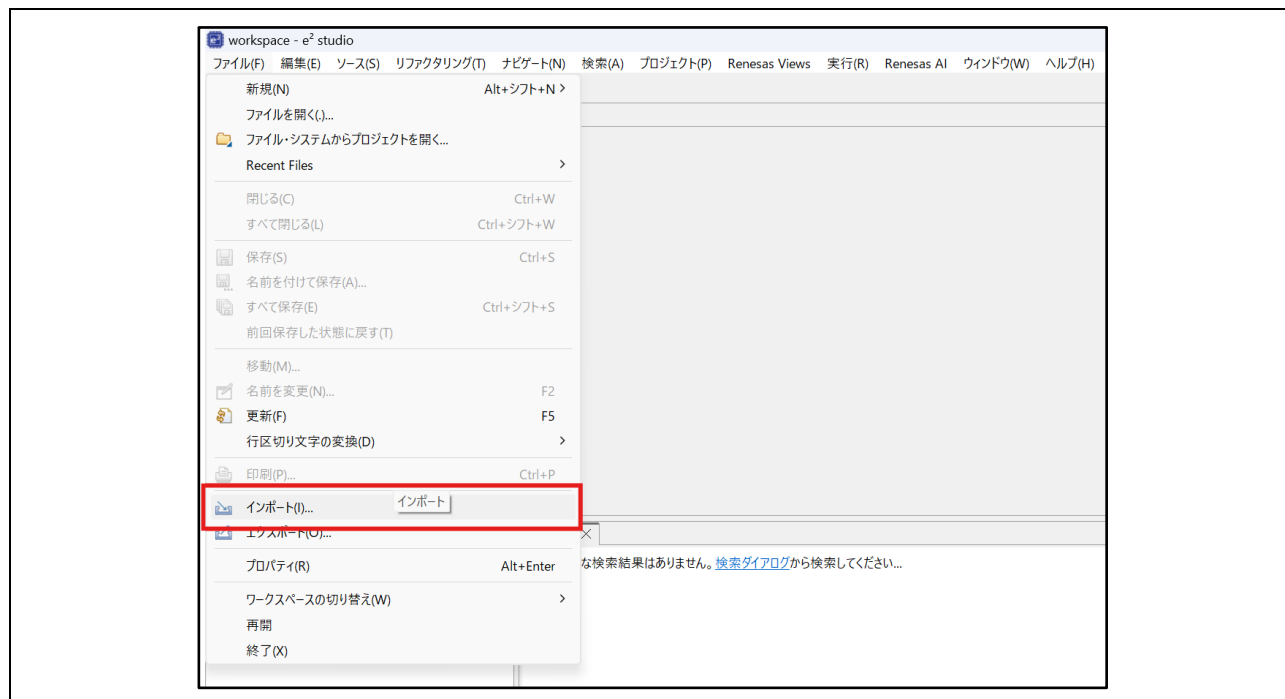 workspace - e² studio
ファイル(F) 編集(E) ソース(S) リファクタリング(T) ナビゲート(N) 検索(A) プロジェクト(P) Renesas Views 実行(R) Renesas AI ウィンドウ(W) ヘルプ(H)
新規(N) Alt+シフト+N >
ファイルを開く(.)...
ファイル・システムからプロジェクトを開く...
Recent Files >
閉じる(C) Ctrl+W
すべて閉じる(L) Ctrl+シフト+W
保存(S) Ctrl+S
名前を付けて保存(A)...
すべて保存(E) Ctrl+シフト+S
前回保存した状態に戻す(T)
移動(M)...
名前を変更(N)... F2
更新(F) F5
行区切り文字の変換(D) >
印刷(P)... Ctrl+P
インポート(I)... インポート
エクスポート(O)...
プロパティ(R) Alt+Enter
な検索結果はありません。検索ダイアログから検索してください...
ワークスペースの切り替え(W) >
再開
終了(X)